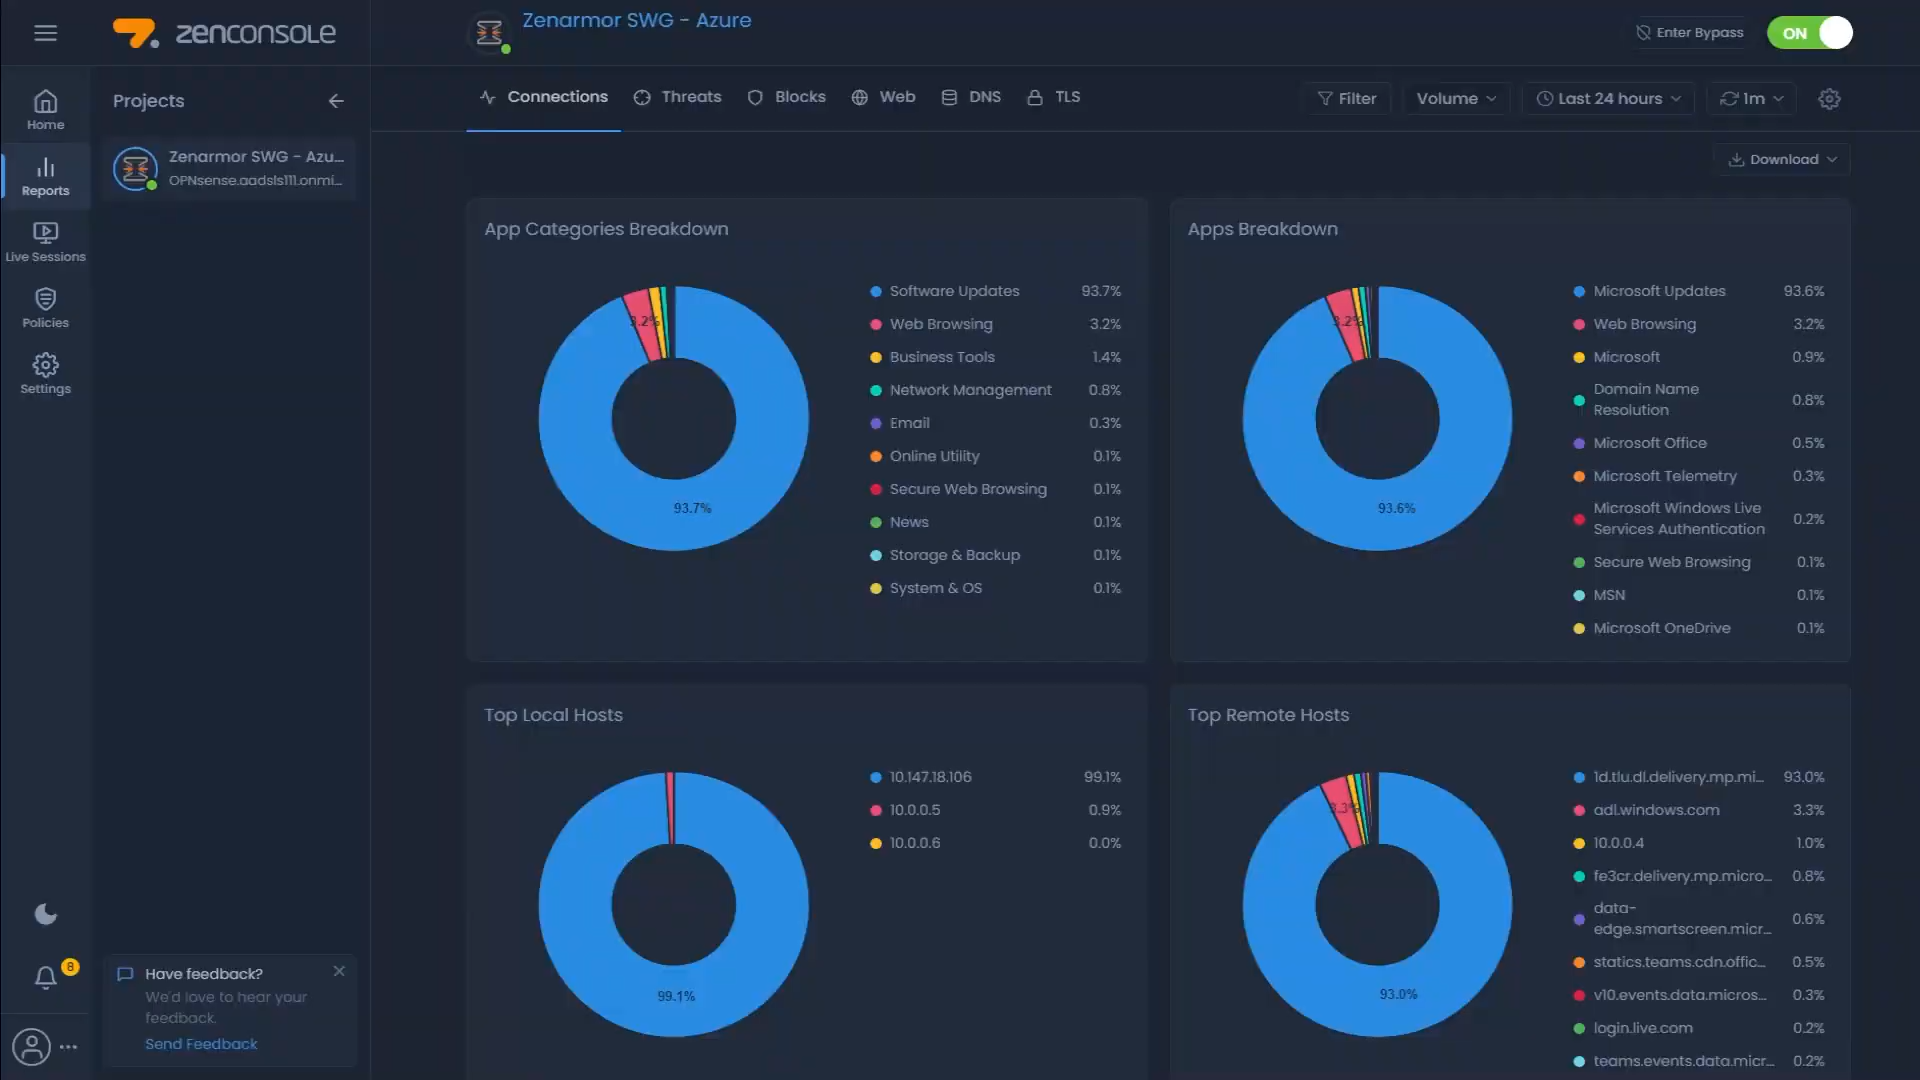 zenconsole
Zenarmor SWG - Azure
Enter Bypass
ON
Home
Reports
Live Sessions
Policies
Settings
8
Projects
Zenarmor SWG - Azu...
OPNsense.aadsls111.onmi...
Have feedback?
We'd love to hear your
feedback.
Send Feedback
Connections
Threats
Blocks
Web
DNS
TLS
Filter
Volume
Last 24 hours
1m
Download
App Categories Breakdown
3.2%
93.7%
Software Updates 93.7%
Web Browsing 3.2%
Business Tools 1.4%
Network Management 0.8%
Email 0.3%
Online Utility 0.1%
Secure Web Browsing 0.1%
News 0.1%
Storage & Backup 0.1%
System & OS 0.1%
Apps Breakdown
3.2%
93.6%
Microsoft Updates 93.6%
Web Browsing 3.2%
Microsoft 0.9%
Domain Name
Resolution 0.8%
Microsoft Office 0.5%
Microsoft Telemetry 0.3%
Microsoft Windows Live
Services Authentication 0.2%
Secure Web Browsing 0.1%
MSN 0.1%
Microsoft OneDrive 0.1%
Top Local Hosts
99.1%
10.147.18.106 99.1%
10.0.0.5 0.9%
10.0.0.6 0.0%
Top Remote Hosts
3.3%
93.0%
1d.tlu.dl.delivery.mp.mi... 93.0%
adl.windows.com 3.3%
10.0.0.4 1.0%
fe3cr.delivery.mp.micro... 0.8%
data-
edge.smartscreen.micr... 0.6%
statics.teams.cdn.offic... 0.5%
v10.events.data.micros... 0.3%
login.live.com 0.2%
teams.events.data.micr... 0.2%